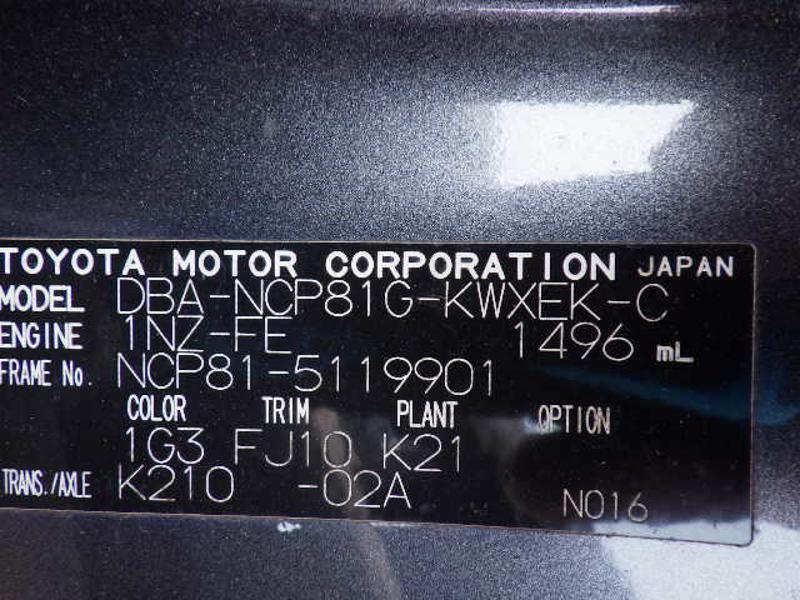 TOYOTA MOTOR CORPORATION JAPAN
MODEL DBA-NCP81G-KWXEK-C
ENGINE 1NZ-FE 1496 mL
FRAME No. NCP81-5119901
COLOR TRIM PLANT OPTION
1G3 FJ10 K21
TRANS./AXLE K210 -02A N016